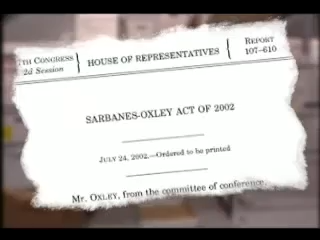 TH CONGRESS
2d Session
HOUSE OF REPRESENTATIVES
REPORT
107-610
SARBANES-OXLEY ACT OF 2002
JULY 24, 2002.—Ordered to be printed
Mr. OXLEY, from the committee of conference,